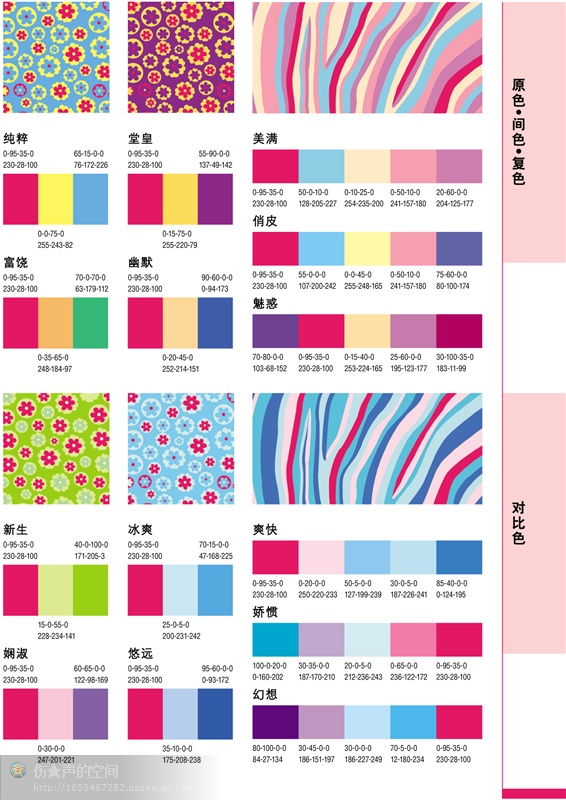 原色·间色·复色
纯粹
0-95-35-0 65-15-0-0
230-28-100 76-172-226
0-0-75-0
255-243-82
堂皇
0-95-35-0 55-90-0-0
230-28-100 137-49-142
0-15-75-0
255-220-79
美满
0-95-35-0 50-0-10-0 0-10-25-0 0-50-10-0 20-60-0-0
230-28-100 128-205-227 254-235-200 241-157-180 204-125-177
俏皮
0-95-35-0 55-0-0-0 0-0-45-0 0-50-10-0 75-60-0-0
230-28-100 107-200-242 255-248-165 241-157-180 80-100-174
富饶
0-95-35-0 70-0-70-0
230-28-100 63-179-112
0-35-65-0
248-184-97
幽默
0-95-35-0 90-60-0-0
230-28-100 0-94-173
0-20-45-0
252-214-151
魅惑
70-80-0-0 0-95-35-0 0-15-40-0 25-60-0-0 30-100-35-0
103-68-152 230-28-100 253-224-165 195-123-177 183-11-99
对比色
新生
0-95-35-0 40-0-100-0
230-28-100 171-205-3
15-0-55-0
228-234-141
冰爽
0-95-35-0 70-15-0-0
230-28-100 47-168-225
25-0-5-0
200-231-242
爽快
0-95-35-0 0-20-0-0 50-5-0-0 30-0-5-0 85-40-0-0
230-28-100 250-220-233 127-199-239 187-226-241 0-124-195
娇惯
100-0-20-0 30-35-0-0 20-0-5-0 0-65-0-0 0-95-35-0
0-160-202 187-170-210 212-236-243 236-122-172 230-28-100
娴淑
0-95-35-0 60-65-0-0
230-28-100 122-98-169
0-30-0-0
247-201-221
悠远
0-95-35-0 95-60-0-0
230-28-100 0-93-172
35-10-0-0
175-208-238
幻想
80-100-0-0 30-45-0-0 30-0-0-0 70-5-0-0 0-95-35-0
84-27-134 186-151-197 186-227-249 12-180-234 230-28-100
伤食声的空间
http://1053487282.qzone.qq.com